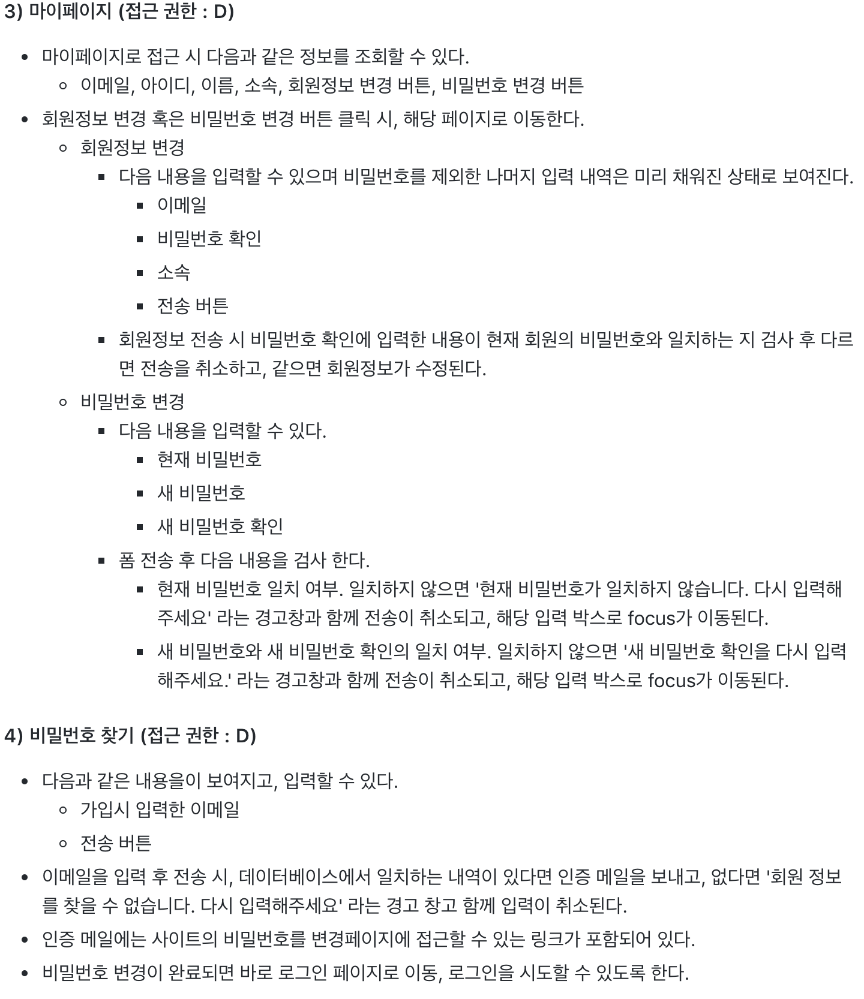 3) 마이페이지 (접근 권한 : D)
마이페이지로 접근 시 다음과 같은 정보를 조회할 수 있다.
이메일, 아이디, 이름, 소속, 회원정보 변경 버튼, 비밀번호 변경 버튼
회원정보 변경 혹은 비밀번호 변경 버튼 클릭 시, 해당 페이지로 이동한다.
회원정보 변경
다음 내용을 입력할 수 있으며 비밀번호를 제외한 나머지 입력 내역은 미리 채워진 상태로 보여진다.
이메일
비밀번호 확인
소속
전송 버튼
회원정보 전송 시 비밀번호 확인에 입력한 내용이 현재 회원의 비밀번호와 일치하는 지 검사 후 다르
면 전송을 취소하고, 같으면 회원정보가 수정된다.
비밀번호 변경
다음 내용을 입력할 수 있다.
현재 비밀번호
새 비밀번호
새 비밀번호 확인
폼 전송 후 다음 내용을 검사 한다.
현재 비밀번호 일치 여부. 일치하지 않으면 '현재 비밀번호가 일치하지 않습니다. 다시 입력해
주세요' 라는 경고창과 함께 전송이 취소되고, 해당 입력 박스로 focus가 이동된다.
새 비밀번호와 새 비밀번호 확인의 일치 여부. 일치하지 않으면 '새 비밀번호 확인을 다시 입력
해주세요.' 라는 경고창과 함께 전송이 취소되고, 해당 입력 박스로 focus가 이동된다.
4) 비밀번호 찾기 (접근 권한 : D)
다음과 같은 내용을이 보여지고, 입력할 수 있다.
가입시 입력한 이메일
전송 버튼
이메일을 입력 후 전송 시, 데이터베이스에서 일치하는 내역이 있다면 인증 메일을 보내고, 없다면 '회원 정보
를 찾을 수 없습니다. 다시 입력해주세요' 라는 경고 창고 함께 입력이 취소된다.
인증 메일에는 사이트의 비밀번호를 변경페이지에 접근할 수 있는 링크가 포함되어 있다.
비밀번호 변경이 완료되면 바로 로그인 페이지로 이동, 로그인을 시도할 수 있도록 한다.